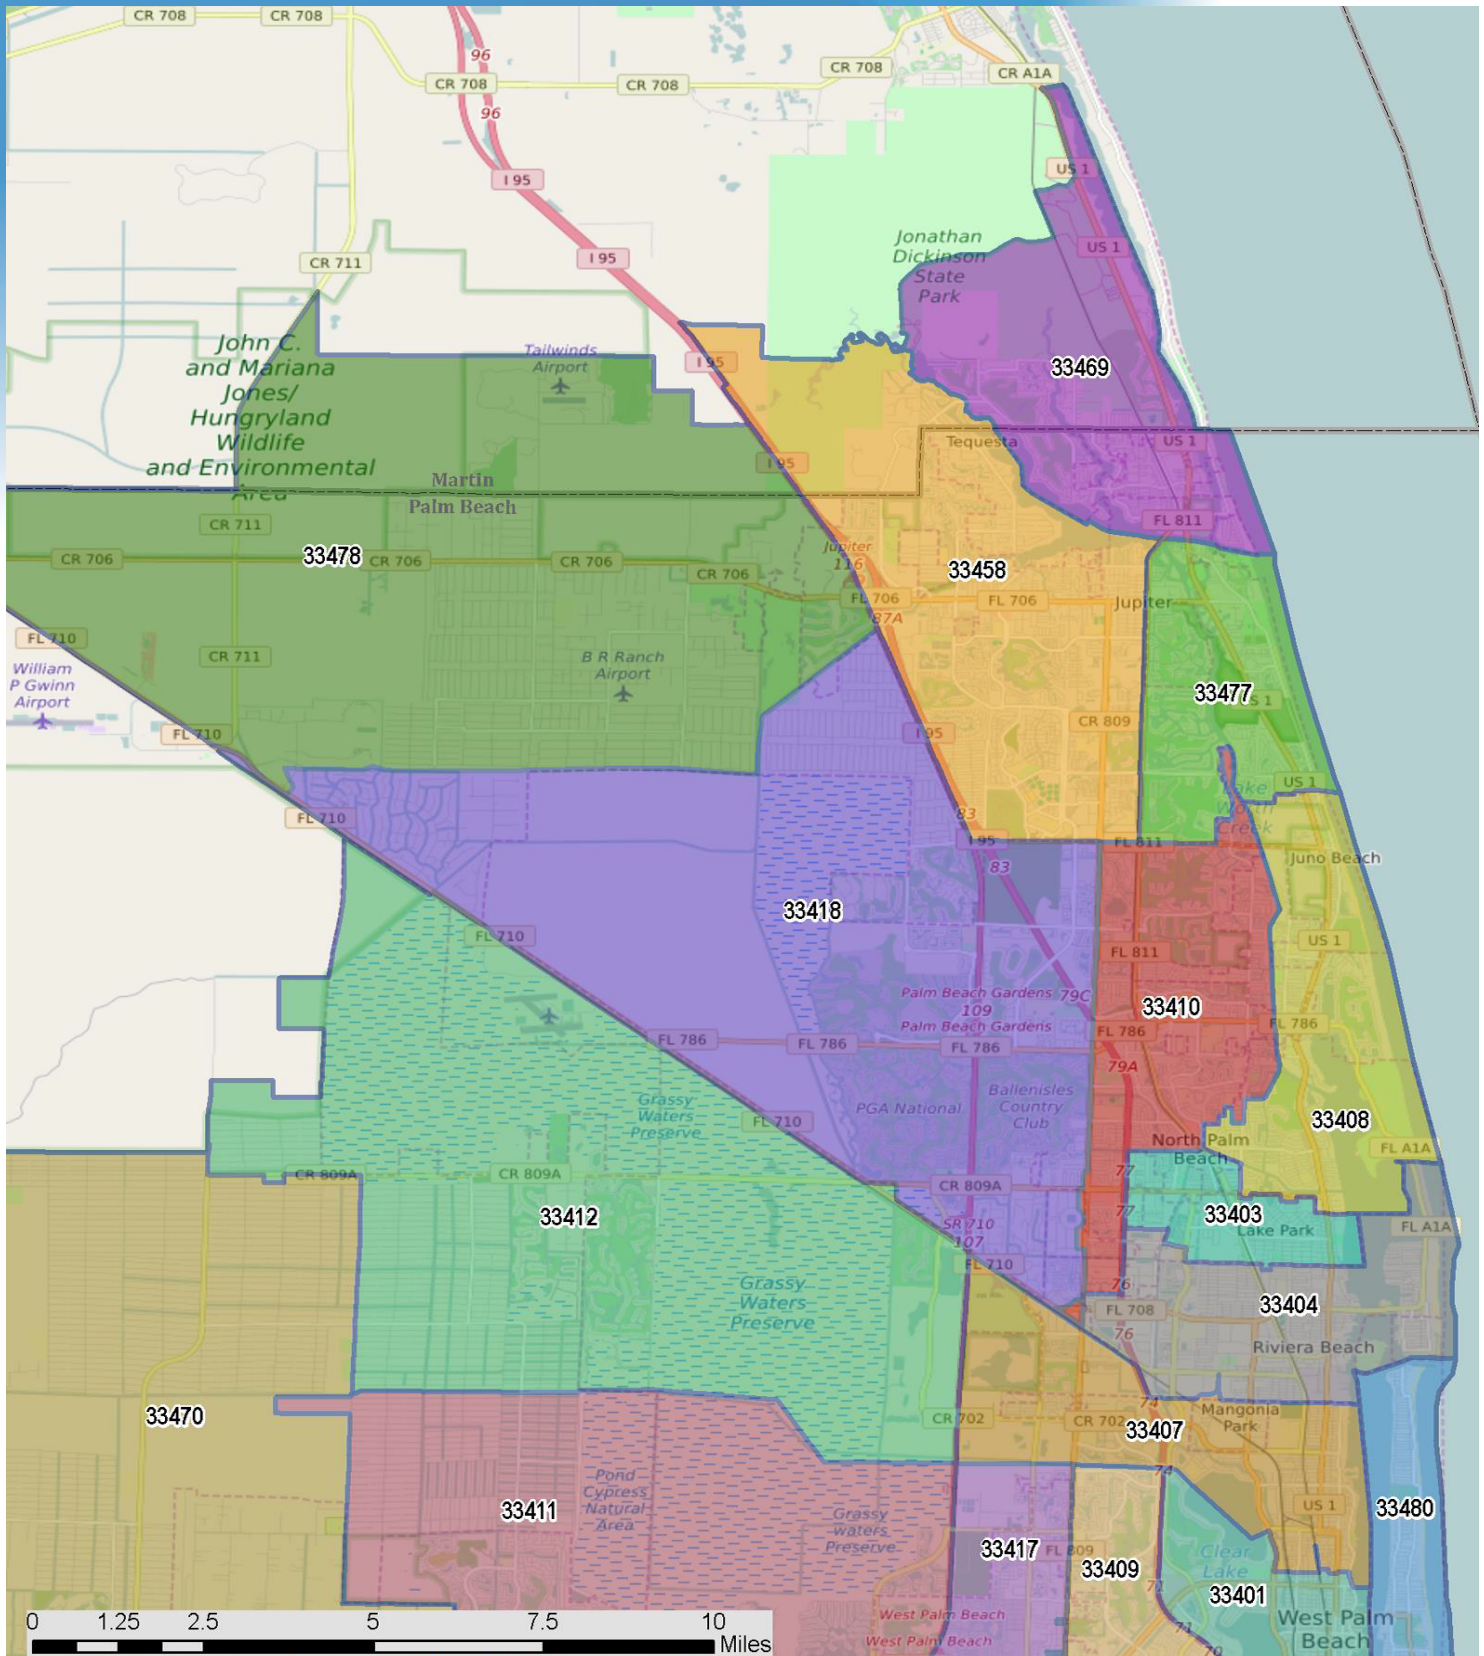 CR 708
CR 708
96
CR 708
CR 708
CR 708
CR A1A
96
I 95
US 1
Jonathan
Dickinson
State
Park
US 1
I 95
CR 711
John C.
and Mariana
Jones/
Hungryland
Wildlife
and Environmental
Area
Tailwinds
Airport
I 95
33469
Tequesta
US 1
I 95
Martin
Palm Beach
CR 711
FL 811
CR 706
33478
CR 706
CR 706
CR 706
Jupiter
116
33458
FL 706
87A
FL 706
Jupiter
FL 710
CR 711
William
P Gwinn
Airport
B R Ranch
Airport
33477
S 1
FL 710
I 95
CR 809
US 1
Lake
Worth
Creek
FL 710
83
I 95
FL 811
83
Juno Beach
33418
FL 710
FL 811
US 1
Palm Beach Gardens
109
Palm Beach Gardens
79C
33410
FL 786
FL 786
FL 786
FL 786
FL 786
79A
Grassy
Waters
Preserve
FL 710
PGA National
Ballenisles
Country
Club
33408
North Palm
Beach
FL A1A
CR 809A
CR 809A
77
CR 809A
33412
SR 710
107
77
33403
Lake Park
FL A1A
FL 710
Grassy
Waters
Preserve
76
FL 708
76
33404
Riviera Beach
33470
CR 702
CR 702
74
33407
Mangonia
Park
74
Pond
Cypress
Natural
Area
33411
Grassy
waters
Preserve
US 1
33480
33417
FL 809
33409
Clear
Lake
71
33401
West Palm Beach
West Palm Beach
71
70
West Palm
Beach
0 1.25 2.5 5 7.5 10
Miles